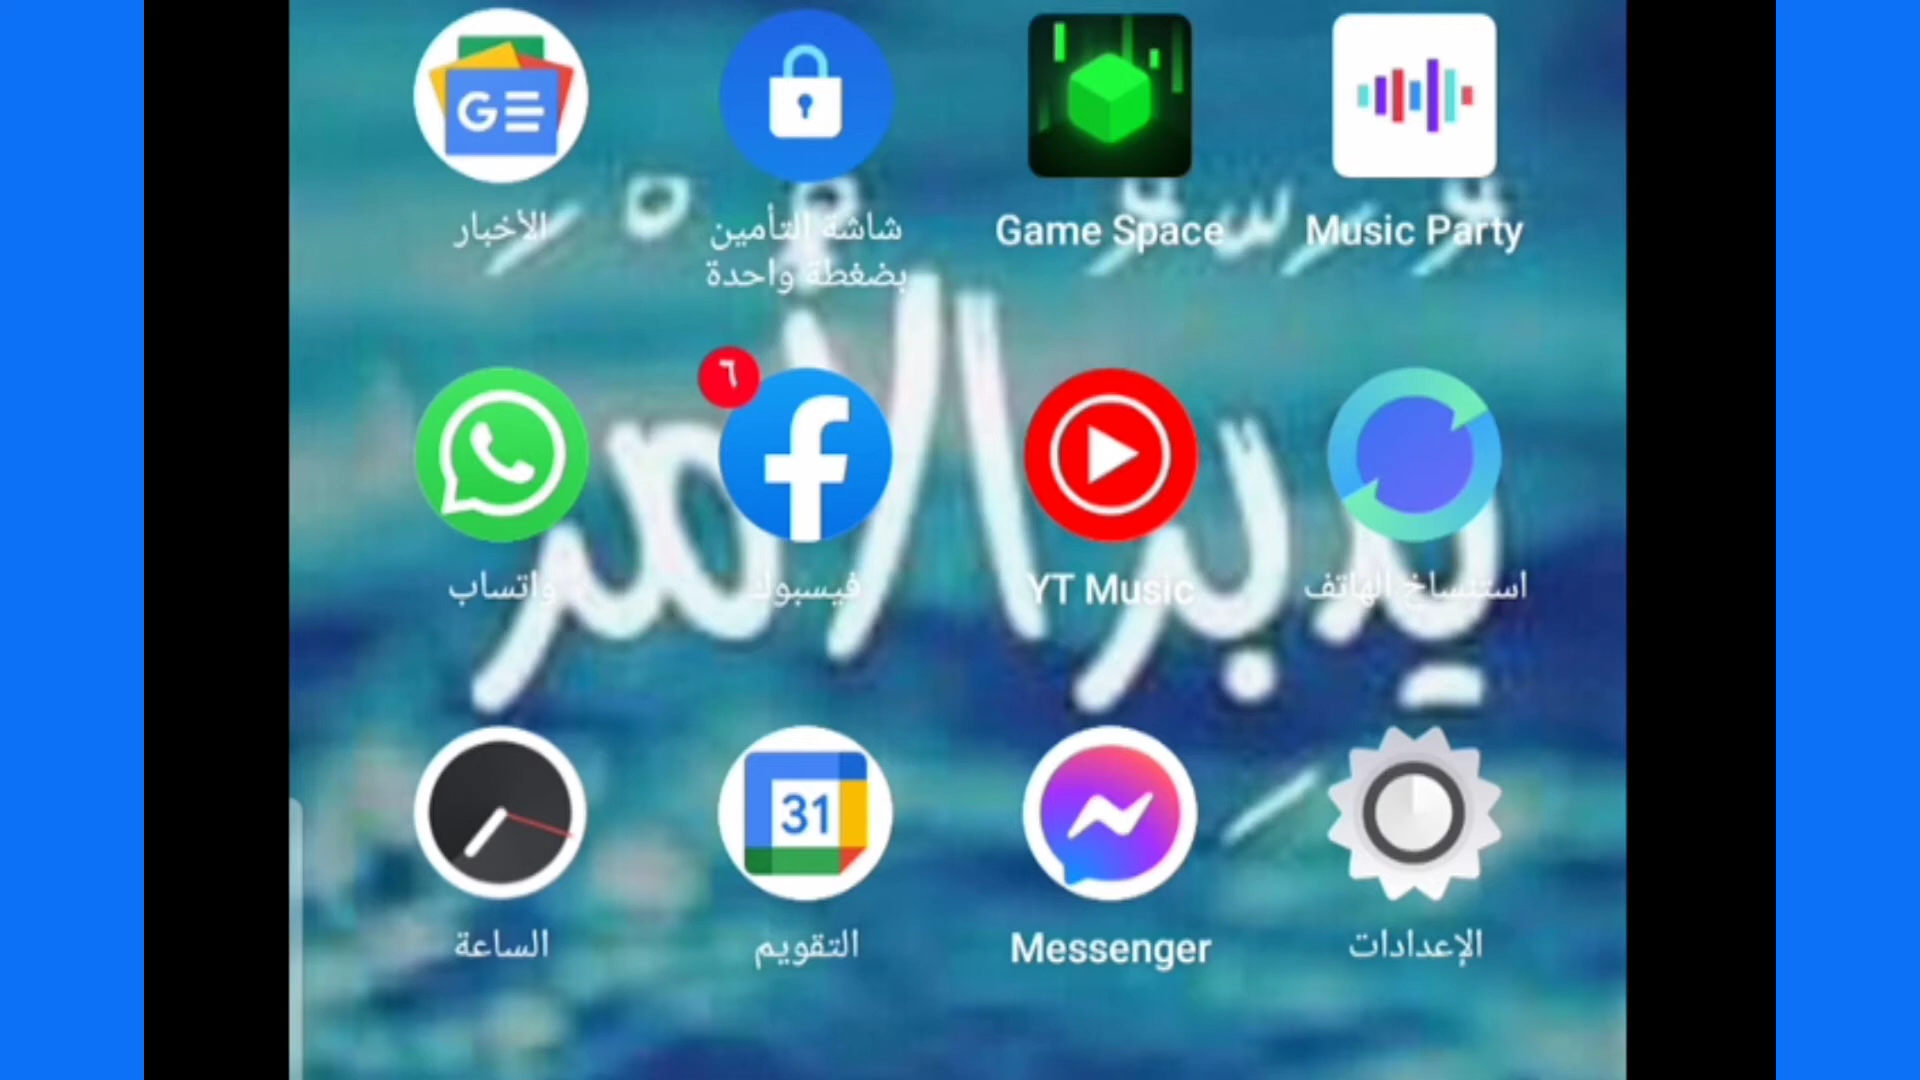 الأخبار
شاشة التأمين
بضغطة واحدة
Game Space
Music Party
يُدَبِّرُ الأَمْرَ
٦
واتساب
فيسبوك
YT Music
استنساخ الهاتف
31
الساعة
التقويم
Messenger
الإعدادات